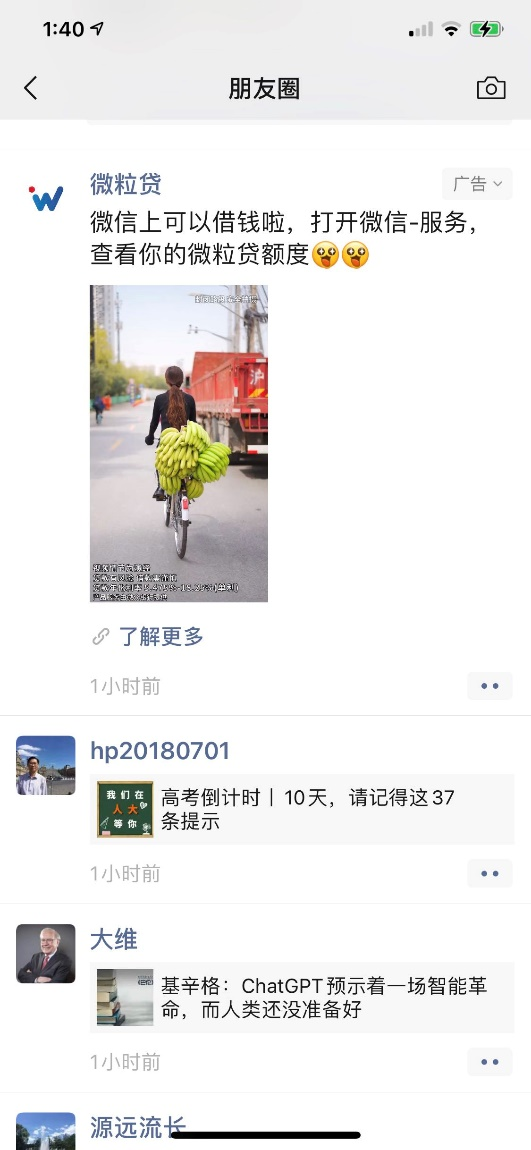 1:40
朋友圈
微粒贷
广告
微信上可以借钱啦，打开微信-服务，
查看你的微粒贷额度
沪
了解更多
1小时前
hp20180701
我们在
人大
等你
高考倒计时丨10天，请记得这37
条提示
1小时前
大维
基辛格：ChatGPT预示着一场智能革
命，而人类还没准备好
1小时前
源远流长